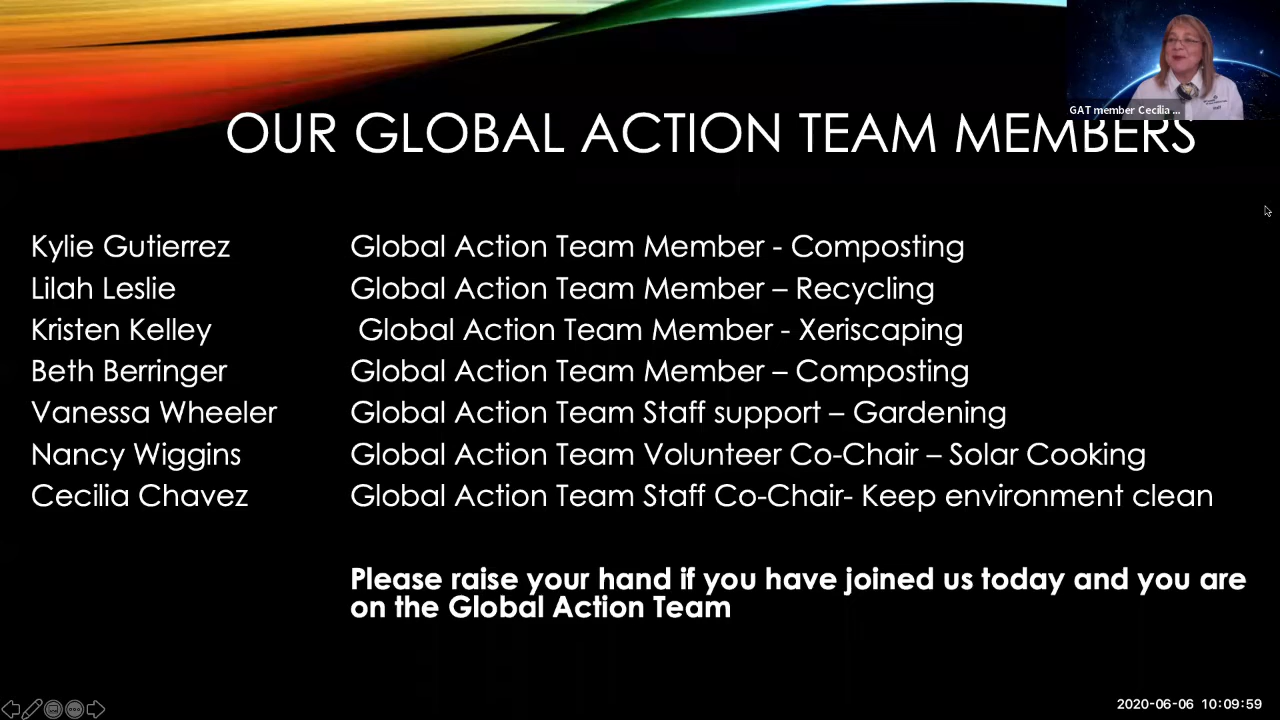 GAT member Cecilia ...
OUR GLOBAL ACTION TEAM MEMBERS
Kylie Gutierrez Global Action Team Member - Composting
Lilah Leslie Global Action Team Member – Recycling
Kristen Kelley Global Action Team Member - Xeriscaping
Beth Berringer Global Action Team Member – Composting
Vanessa Wheeler Global Action Team Staff support – Gardening
Nancy Wiggins Global Action Team Volunteer Co-Chair – Solar Cooking
Cecilia Chavez Global Action Team Staff Co-Chair- Keep environment clean
Please raise your hand if you have joined us today and you are
on the Global Action Team
2020-06-06 10:09:59